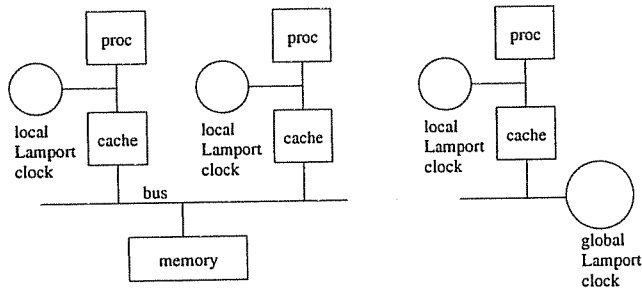 proc
proc
proc
local
Lamport
clock
cache
local
Lamport
clock
cache
local
Lamport
clock
cache
bus
memory
global
Lamport
clock